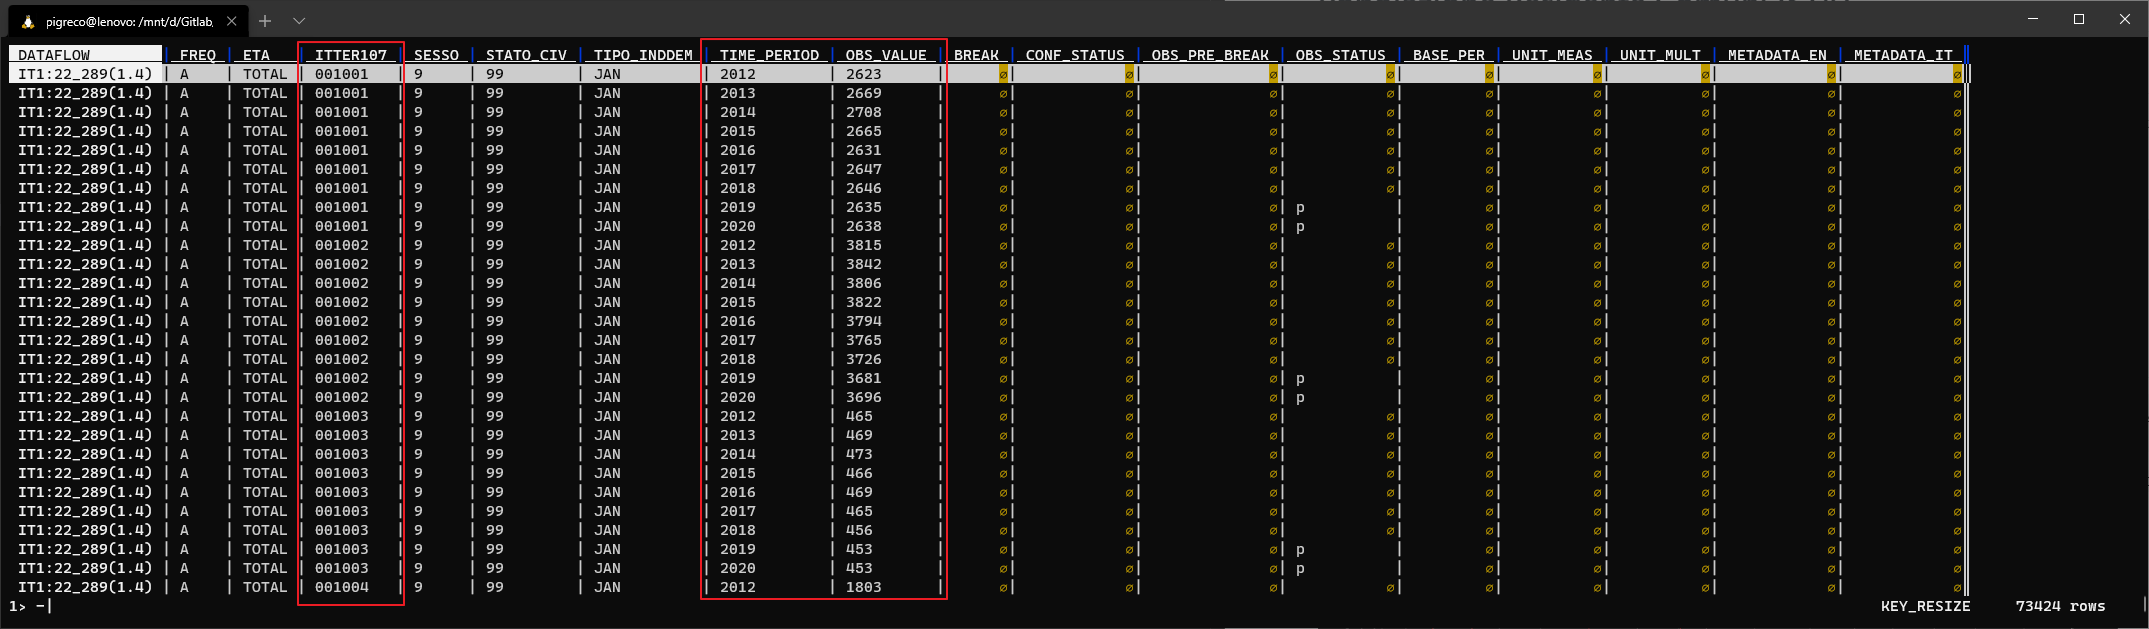 pigreco@lenovo: /mnt/d/Gitlab,
DATAFLOW | FREQ | ETA | ITTER107 | SESSO | STATO_CIV | TIPO_INDDEM | TIME_PERIOD | OBS_VALUE | BREAK | CONF_STATUS | OBS_PRE_BREAK | OBS_STATUS | BASE_PER | UNIT_MEAS | UNIT_MULT | METADATA_EN | METADATA_IT ||
IT1:22_289(1.4) | A | TOTAL | 001001 | 9 | 99 | JAN | 2012 | 2623 | ∅| ∅| ∅| ∅| ∅| ∅| ∅| ∅| ∅||
IT1:22_289(1.4) | A | TOTAL | 001001 | 9 | 99 | JAN | 2013 | 2669 | ∅| ∅| ∅| ∅| ∅| ∅| ∅| ∅| ∅||
IT1:22_289(1.4) | A | TOTAL | 001001 | 9 | 99 | JAN | 2014 | 2708 | ∅| ∅| ∅| ∅| ∅| ∅| ∅| ∅| ∅||
IT1:22_289(1.4) | A | TOTAL | 001001 | 9 | 99 | JAN | 2015 | 2665 | ∅| ∅| ∅| ∅| ∅| ∅| ∅| ∅| ∅||
IT1:22_289(1.4) | A | TOTAL | 001001 | 9 | 99 | JAN | 2016 | 2631 | ∅| ∅| ∅| ∅| ∅| ∅| ∅| ∅| ∅||
IT1:22_289(1.4) | A | TOTAL | 001001 | 9 | 99 | JAN | 2017 | 2647 | ∅| ∅| ∅| ∅| ∅| ∅| ∅| ∅| ∅||
IT1:22_289(1.4) | A | TOTAL | 001001 | 9 | 99 | JAN | 2018 | 2646 | ∅| ∅| ∅| ∅| ∅| ∅| ∅| ∅| ∅||
IT1:22_289(1.4) | A | TOTAL | 001001 | 9 | 99 | JAN | 2019 | 2635 | ∅| ∅| ∅| p | ∅| ∅| ∅| ∅| ∅||
IT1:22_289(1.4) | A | TOTAL | 001001 | 9 | 99 | JAN | 2020 | 2638 | ∅| ∅| ∅| p | ∅| ∅| ∅| ∅| ∅||
IT1:22_289(1.4) | A | TOTAL | 001002 | 9 | 99 | JAN | 2012 | 3815 | ∅| ∅| ∅| ∅| ∅| ∅| ∅| ∅| ∅||
IT1:22_289(1.4) | A | TOTAL | 001002 | 9 | 99 | JAN | 2013 | 3842 | ∅| ∅| ∅| ∅| ∅| ∅| ∅| ∅| ∅||
IT1:22_289(1.4) | A | TOTAL | 001002 | 9 | 99 | JAN | 2014 | 3806 | ∅| ∅| ∅| ∅| ∅| ∅| ∅| ∅| ∅||
IT1:22_289(1.4) | A | TOTAL | 001002 | 9 | 99 | JAN | 2015 | 3822 | ∅| ∅| ∅| ∅| ∅| ∅| ∅| ∅| ∅||
IT1:22_289(1.4) | A | TOTAL | 001002 | 9 | 99 | JAN | 2016 | 3794 | ∅| ∅| ∅| ∅| ∅| ∅| ∅| ∅| ∅||
IT1:22_289(1.4) | A | TOTAL | 001002 | 9 | 99 | JAN | 2017 | 3765 | ∅| ∅| ∅| ∅| ∅| ∅| ∅| ∅| ∅||
IT1:22_289(1.4) | A | TOTAL | 001002 | 9 | 99 | JAN | 2018 | 3726 | ∅| ∅| ∅| ∅| ∅| ∅| ∅| ∅| ∅||
IT1:22_289(1.4) | A | TOTAL | 001002 | 9 | 99 | JAN | 2019 | 3681 | ∅| ∅| ∅| p | ∅| ∅| ∅| ∅| ∅||
IT1:22_289(1.4) | A | TOTAL | 001002 | 9 | 99 | JAN | 2020 | 3696 | ∅| ∅| ∅| p | ∅| ∅| ∅| ∅| ∅||
IT1:22_289(1.4) | A | TOTAL | 001003 | 9 | 99 | JAN | 2012 | 465 | ∅| ∅| ∅| ∅| ∅| ∅| ∅| ∅| ∅||
IT1:22_289(1.4) | A | TOTAL | 001003 | 9 | 99 | JAN | 2013 | 469 | ∅| ∅| ∅| ∅| ∅| ∅| ∅| ∅| ∅||
IT1:22_289(1.4) | A | TOTAL | 001003 | 9 | 99 | JAN | 2014 | 473 | ∅| ∅| ∅| ∅| ∅| ∅| ∅| ∅| ∅||
IT1:22_289(1.4) | A | TOTAL | 001003 | 9 | 99 | JAN | 2015 | 466 | ∅| ∅| ∅| ∅| ∅| ∅| ∅| ∅| ∅||
IT1:22_289(1.4) | A | TOTAL | 001003 | 9 | 99 | JAN | 2016 | 469 | ∅| ∅| ∅| ∅| ∅| ∅| ∅| ∅| ∅||
IT1:22_289(1.4) | A | TOTAL | 001003 | 9 | 99 | JAN | 2017 | 465 | ∅| ∅| ∅| ∅| ∅| ∅| ∅| ∅| ∅||
IT1:22_289(1.4) | A | TOTAL | 001003 | 9 | 99 | JAN | 2018 | 456 | ∅| ∅| ∅| ∅| ∅| ∅| ∅| ∅| ∅||
IT1:22_289(1.4) | A | TOTAL | 001003 | 9 | 99 | JAN | 2019 | 453 | ∅| ∅| ∅| p | ∅| ∅| ∅| ∅| ∅||
IT1:22_289(1.4) | A | TOTAL | 001003 | 9 | 99 | JAN | 2020 | 453 | ∅| ∅| ∅| p | ∅| ∅| ∅| ∅| ∅||
IT1:22_289(1.4) | A | TOTAL | 001004 | 9 | 99 | JAN | 2012 | 1803 | ∅| ∅| ∅| ∅| ∅| ∅| ∅| ∅| ∅||
1> -| KEY_RESIZE 73424 rows